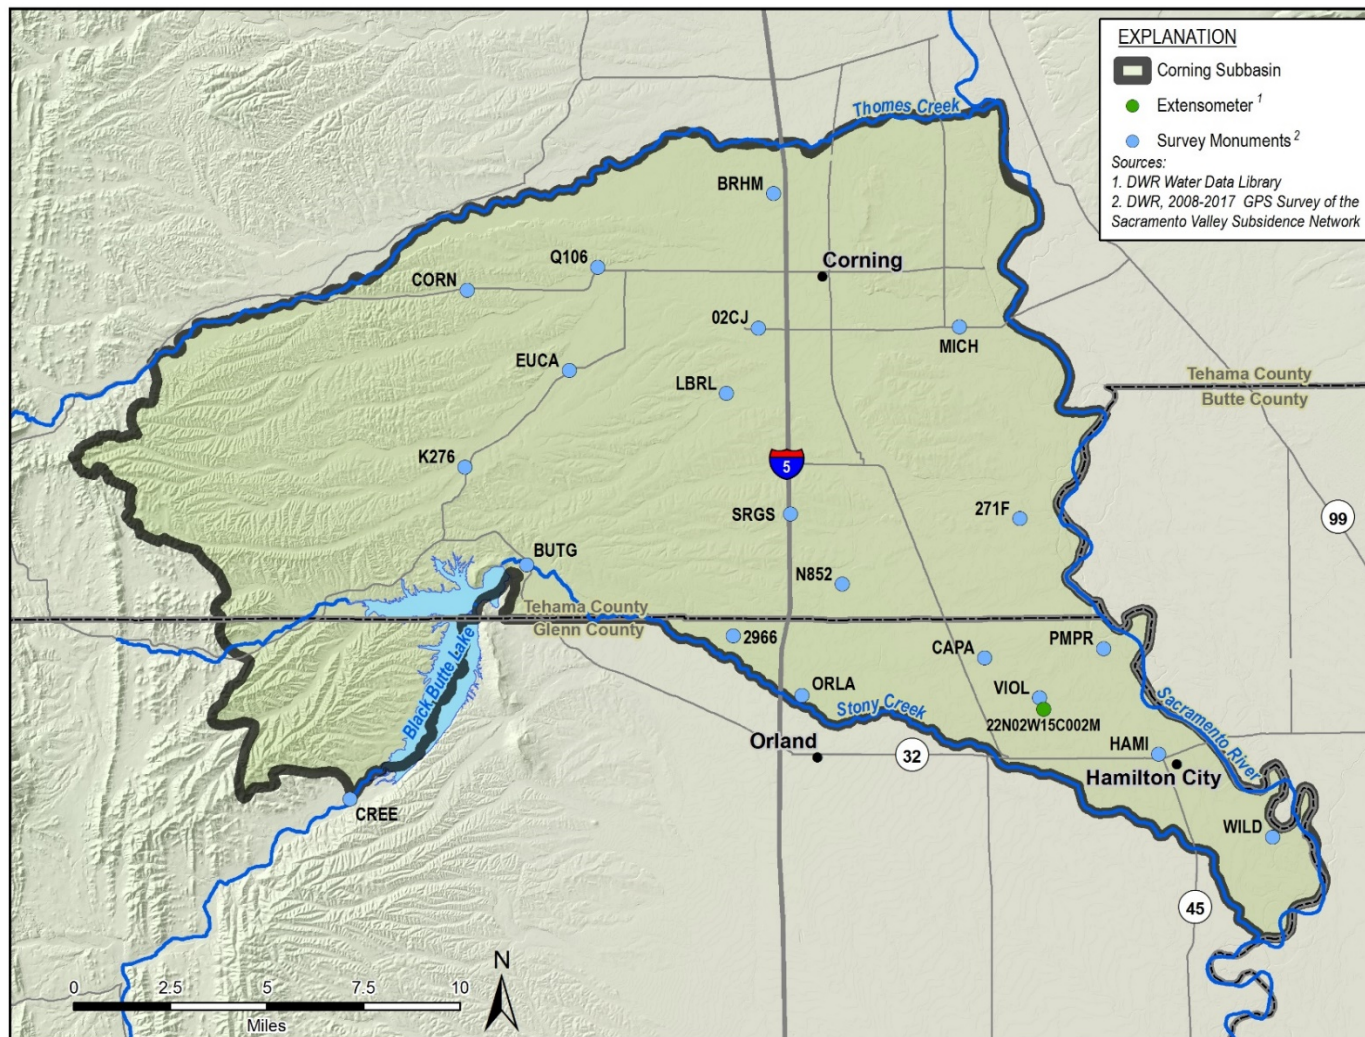 EXPLANATION
Corning Subbasin
Extensometer 1
Survey Monuments 2
Sources:
1. DWR Water Data Library
2. DWR, 2008-2017 GPS Survey of the
Sacramento Valley Subsidence Network
Thomes Creek
BRHM
Q106
CORN
Corning
02CJ
MICH
EUCA
LBRL
Tehama County
Butte County
K276
5
SRGS
271F
99
BUTG
N852
Tehama County
Glenn County
2966
CAPA
PMPR
Black Butte Lake
ORLA
VIOL
Stony Creek
22N02W15C002M
Sacramento River
Orland
32
HAMI
Hamilton City
CREE
WILD
45
N
0 2.5 5 7.5 10
Miles